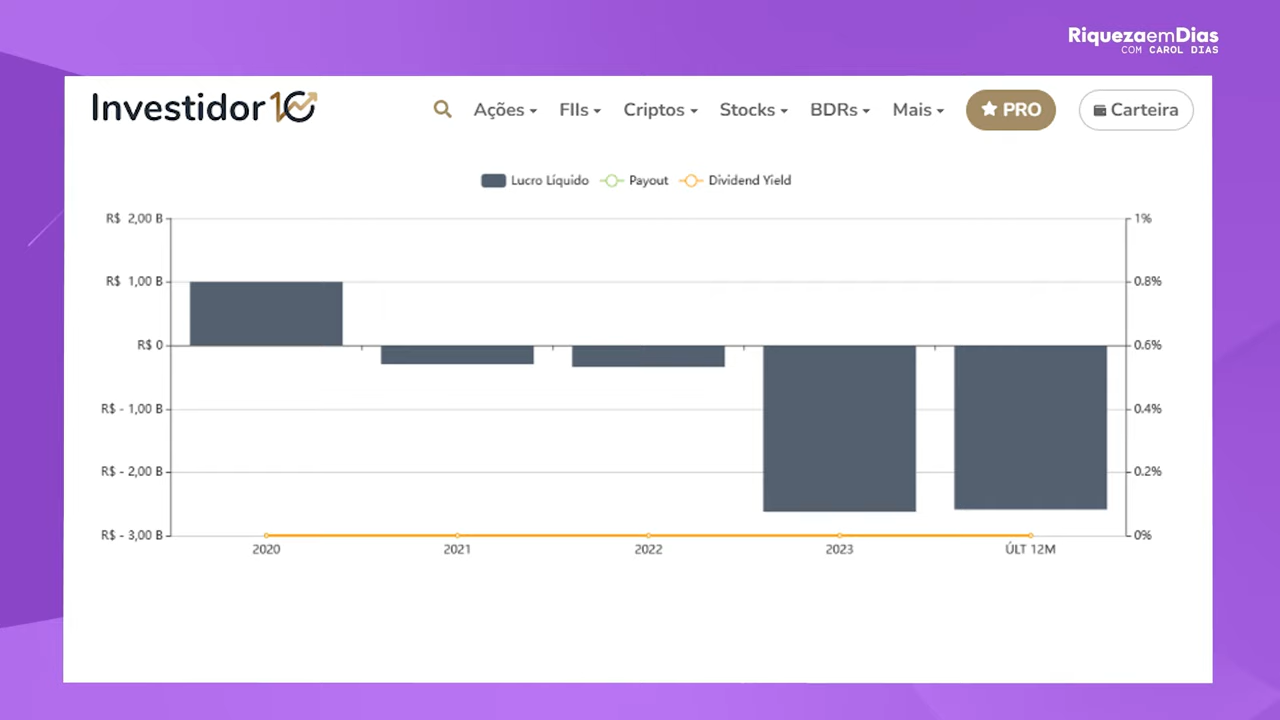 RiquezaemDias
COM CAROL DIAS
Investidor 10
Ações
FIIs
Criptos
Stocks
BDRs
Mais
PRO
Carteira
Lucro Líquido
Payout
Dividend Yield
R$ 2,00 B
1%
R$ 1,00 B
0.8%
R$ 0
0.6%
R$ - 1,00 B
0.4%
R$ - 2,00 B
0.2%
R$ - 3,00 B
0%
2020
2021
2022
2023
ÚLT 12M